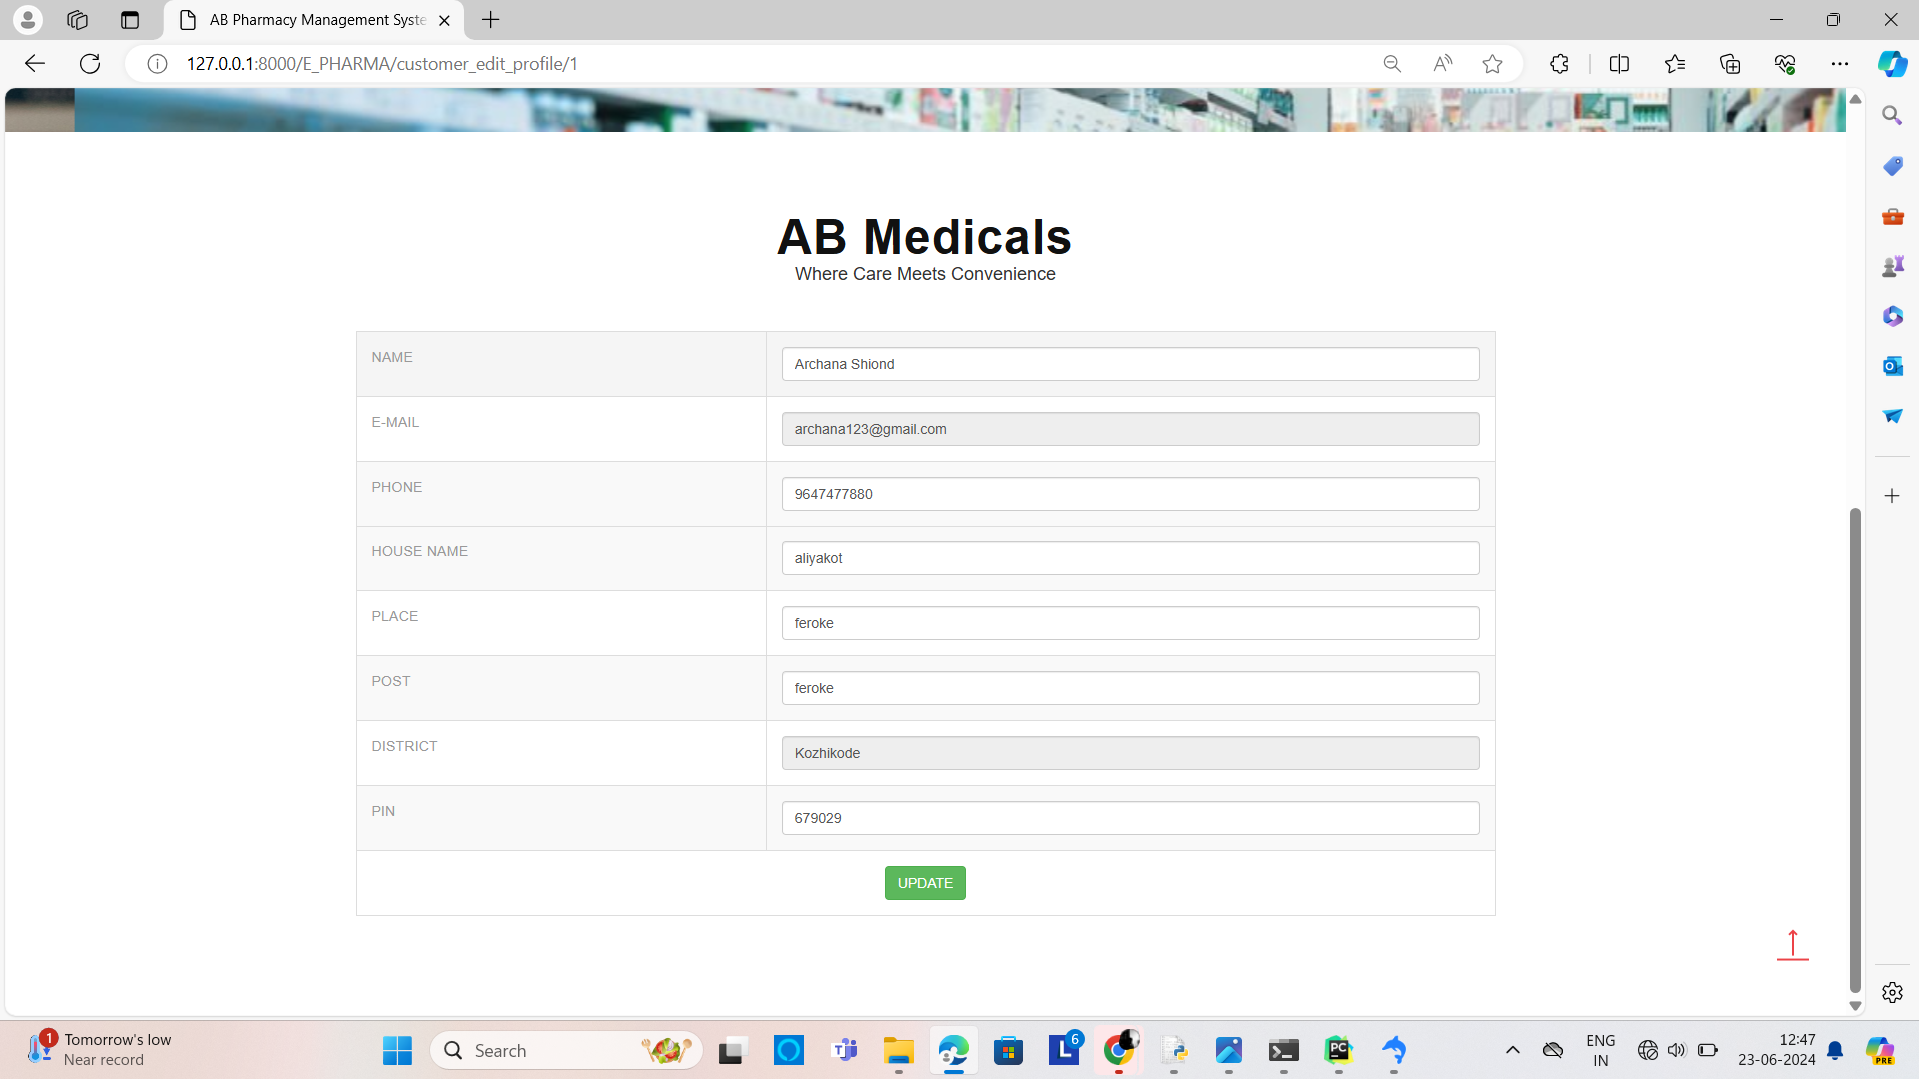 AB Pharmacy Management Syste
127.0.0.1:8000/E_PHARMA/customer_edit_profile/1
AB Medicals
Where Care Meets Convenience
NAME
Archana Shiond
E-MAIL
archana123@gmail.com
PHONE
9647477880
HOUSE NAME
aliyakot
PLACE
feroke
POST
feroke
DISTRICT
Kozhikode
PIN
679029
UPDATE
1
Tomorrow's low
Near record
Search
6
ENG
IN
12:47
23-06-2024
PRE